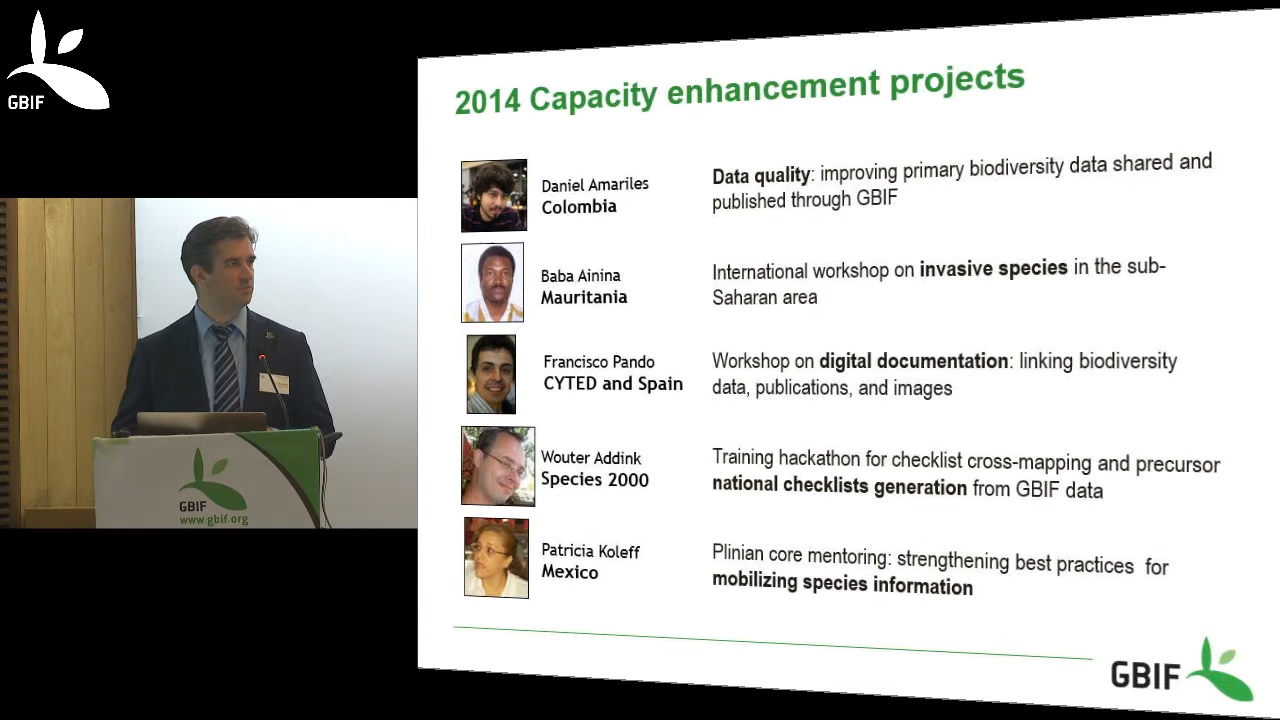 GBIF
2014 Capacity enhancement projects
Daniel Amariles
Colombia
Data quality: improving primary biodiversity data shared and
published through GBIF
Baba Ainina
Mauritania
International workshop on invasive species in the sub-
Saharan area
Francisco Pando
CYTED and Spain
Workshop on digital documentation: linking biodiversity
data, publications, and images
Wouter Addink
Species 2000
Training hackathon for checklist cross-mapping and precursor
national checklists generation from GBIF data
Patricia Koleff
Mexico
Plinian core mentoring: strengthening best practices for
mobilizing species information
GBIF
www.gbif.org
GBIF